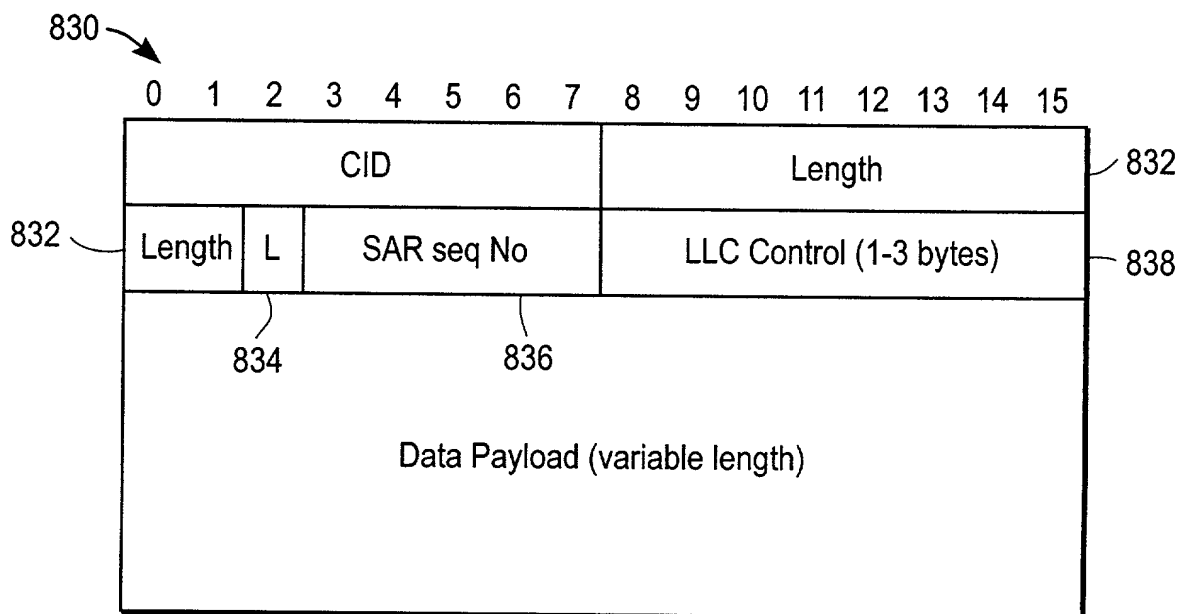 830
0 1 2 3 4 5 6 7 8 9 10 11 12 13 14 15
CID Length 832
832 Length L SAR seq No LLC Control (1-3 bytes) 838
834 836
Data Payload (variable length)